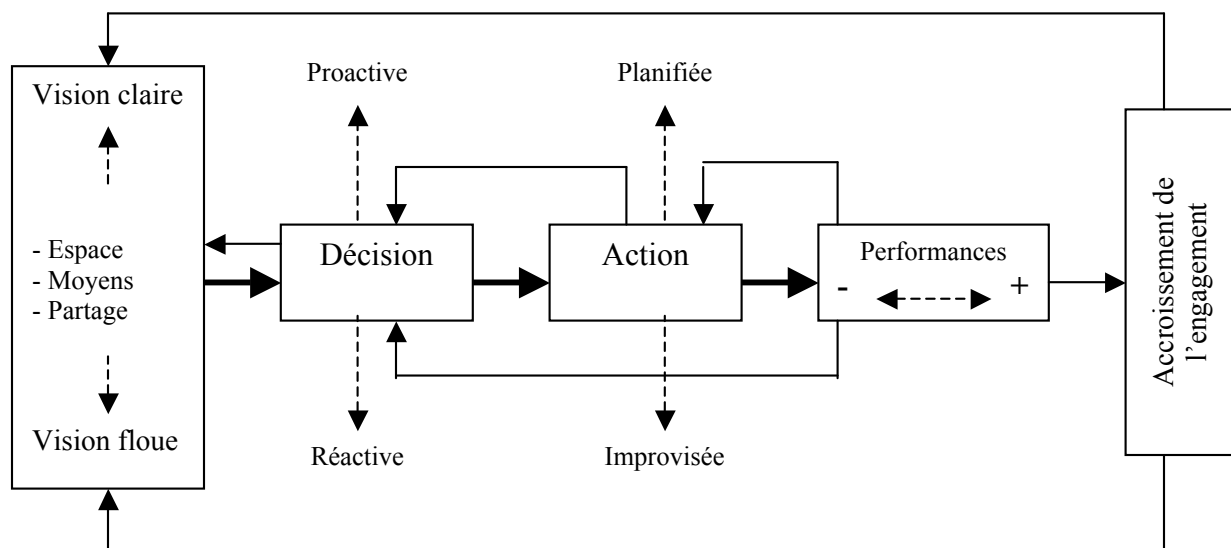 Vision claire
- Espace
- Moyens
- Partage
Vision floue
Proactive
Décision
Réactive
Planifiée
Action
Improvisée
Performances
- +
Accroissement de
l'engagement